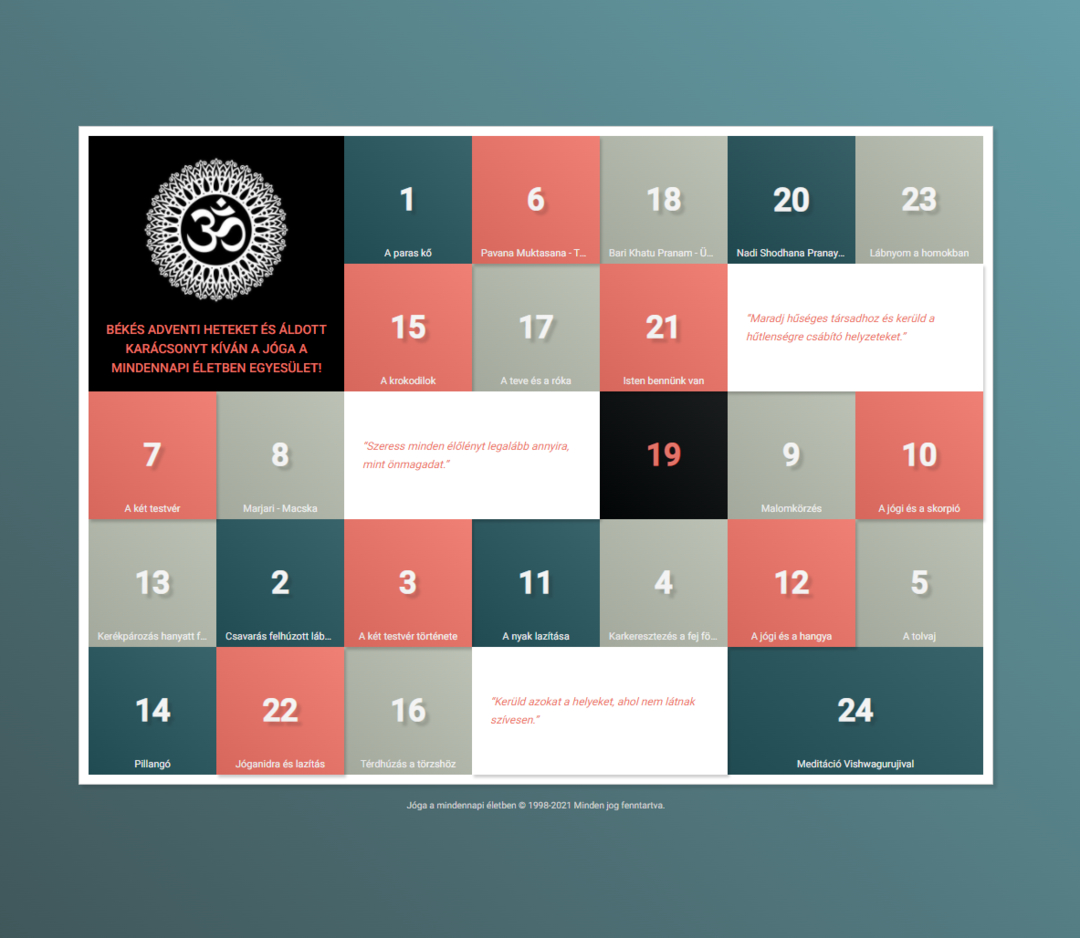 ॐ
BÉKÉS ADVENTI HETEKET ÉS ÁLDOTT
KARÁCSONYT KÍVÁN A JÓGA A
MINDENNAPI ÉLETBEN EGYESÜLET!
1
A paras kő
6
Pavana Muktasana - T...
18
Bari Khatu Pranam - Ü...
20
Nadi Shodhana Pranay...
23
Lábnyom a homokban
15
A krokodilok
17
A teve és a róka
21
Isten bennünk van
"Maradj hűséges társadhoz és kerüld a
hűtlenségre csábító helyzeteket."
7
A két testvér
8
Marjari - Macska
"Szeress minden élőlényt legalább annyira,
mint önmagadat."
19
9
Malomkörzés
10
A jógi és a skorpió
13
Kerékpározás hanyatt f...
2
Csavarás felhúzott láb...
3
A két testvér története
11
A nyak lazítása
4
Karkeresztezés a fej fö...
12
A jógi és a hangya
5
A tolvaj
14
Pillangó
22
Jóganidra és lazítás
16
Térdhúzás a törzshöz
"Kerüld azokat a helyeket, ahol nem látnak
szívesen."
24
Meditáció Vishwagurujival
Jóga a mindennapi életben © 1998-2021 Minden jog fenntartva.